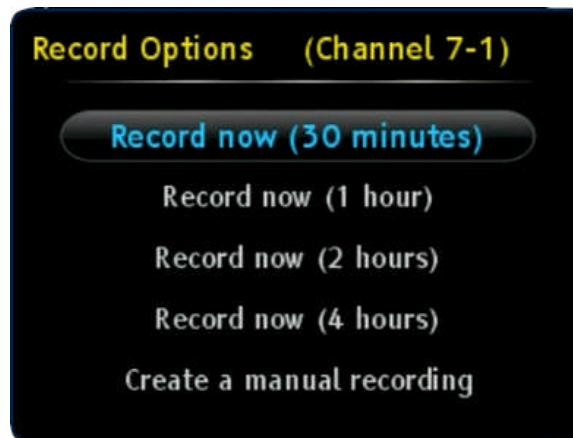 Record Options (Channel 7-1)
Record now (30 minutes)
Record now (1 hour)
Record now (2 hours)
Record now (4 hours)
Create a manual recording